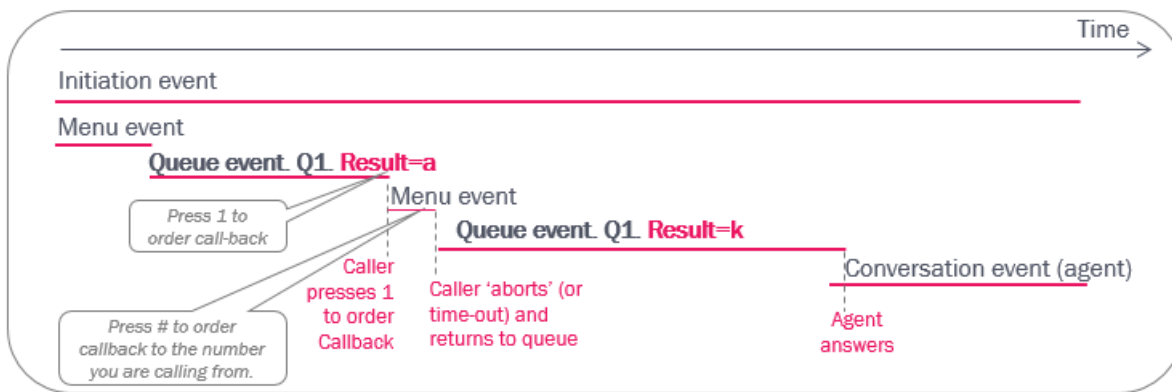 Time
Initiation event
Menu event
Queue event. Q1. Result=a
Press 1 to
order call-back
Menu event
Queue event. Q1. Result=k
Caller
presses 1
to order
Callback
Caller 'aborts' (or
time-out) and
returns to queue
Conversation event (agent)
Agent
answers
Press # to order
callback to the number
you are calling from.